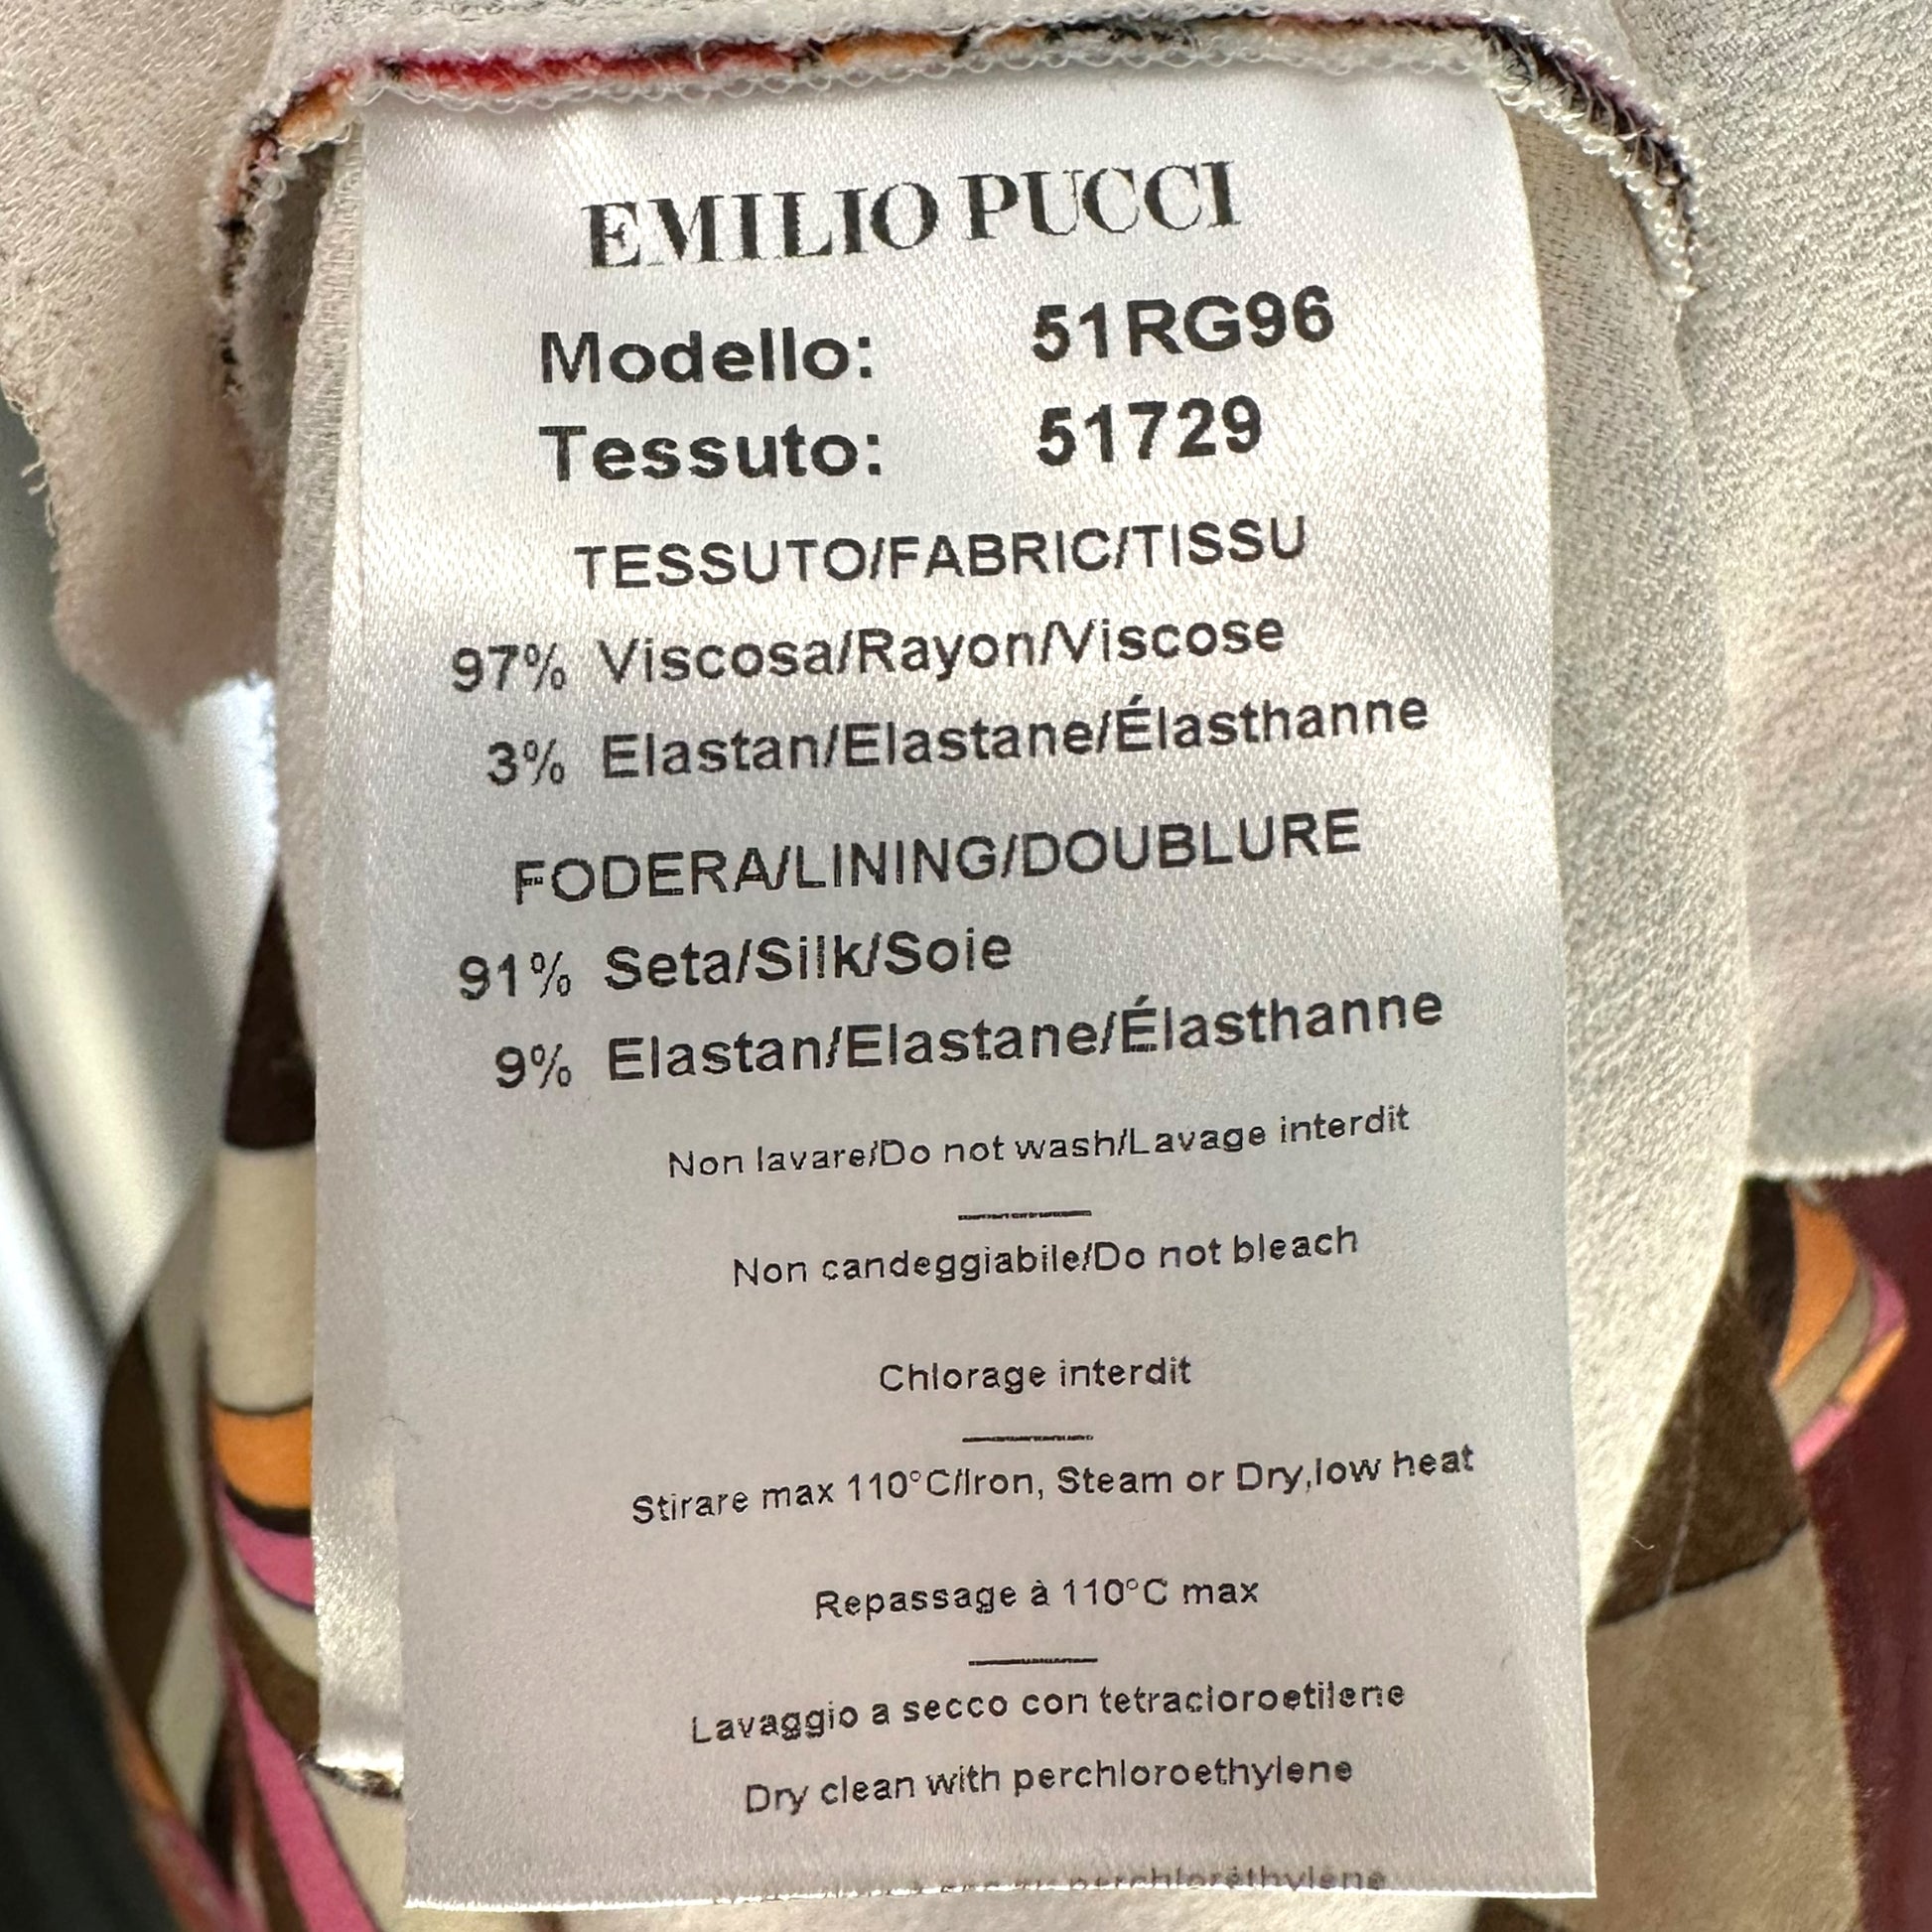 EMILIO PUCCI
Modello: 51RG96
Tessuto: 51729
TESSUTO/FABRIC/TISSU
97% Viscosa/Rayon/Viscose
3% Elastan/Elastane/Élasthanne
FODERA/LINING/DOUBLURE
91% Seta/Silk/Soie
9% Elastan/Elastane/Élasthanne
Non lavare/Do not wash/Lavage interdit
Non candeggiabile/Do not bleach
Chlorage interdit
Stirare max 110°C/Iron, Steam or Dry,low heat
Repassage à 110°C max
Lavaggio a secco con tetracloroetilene
Dry clean with perchloroethylene
perchloréthylène